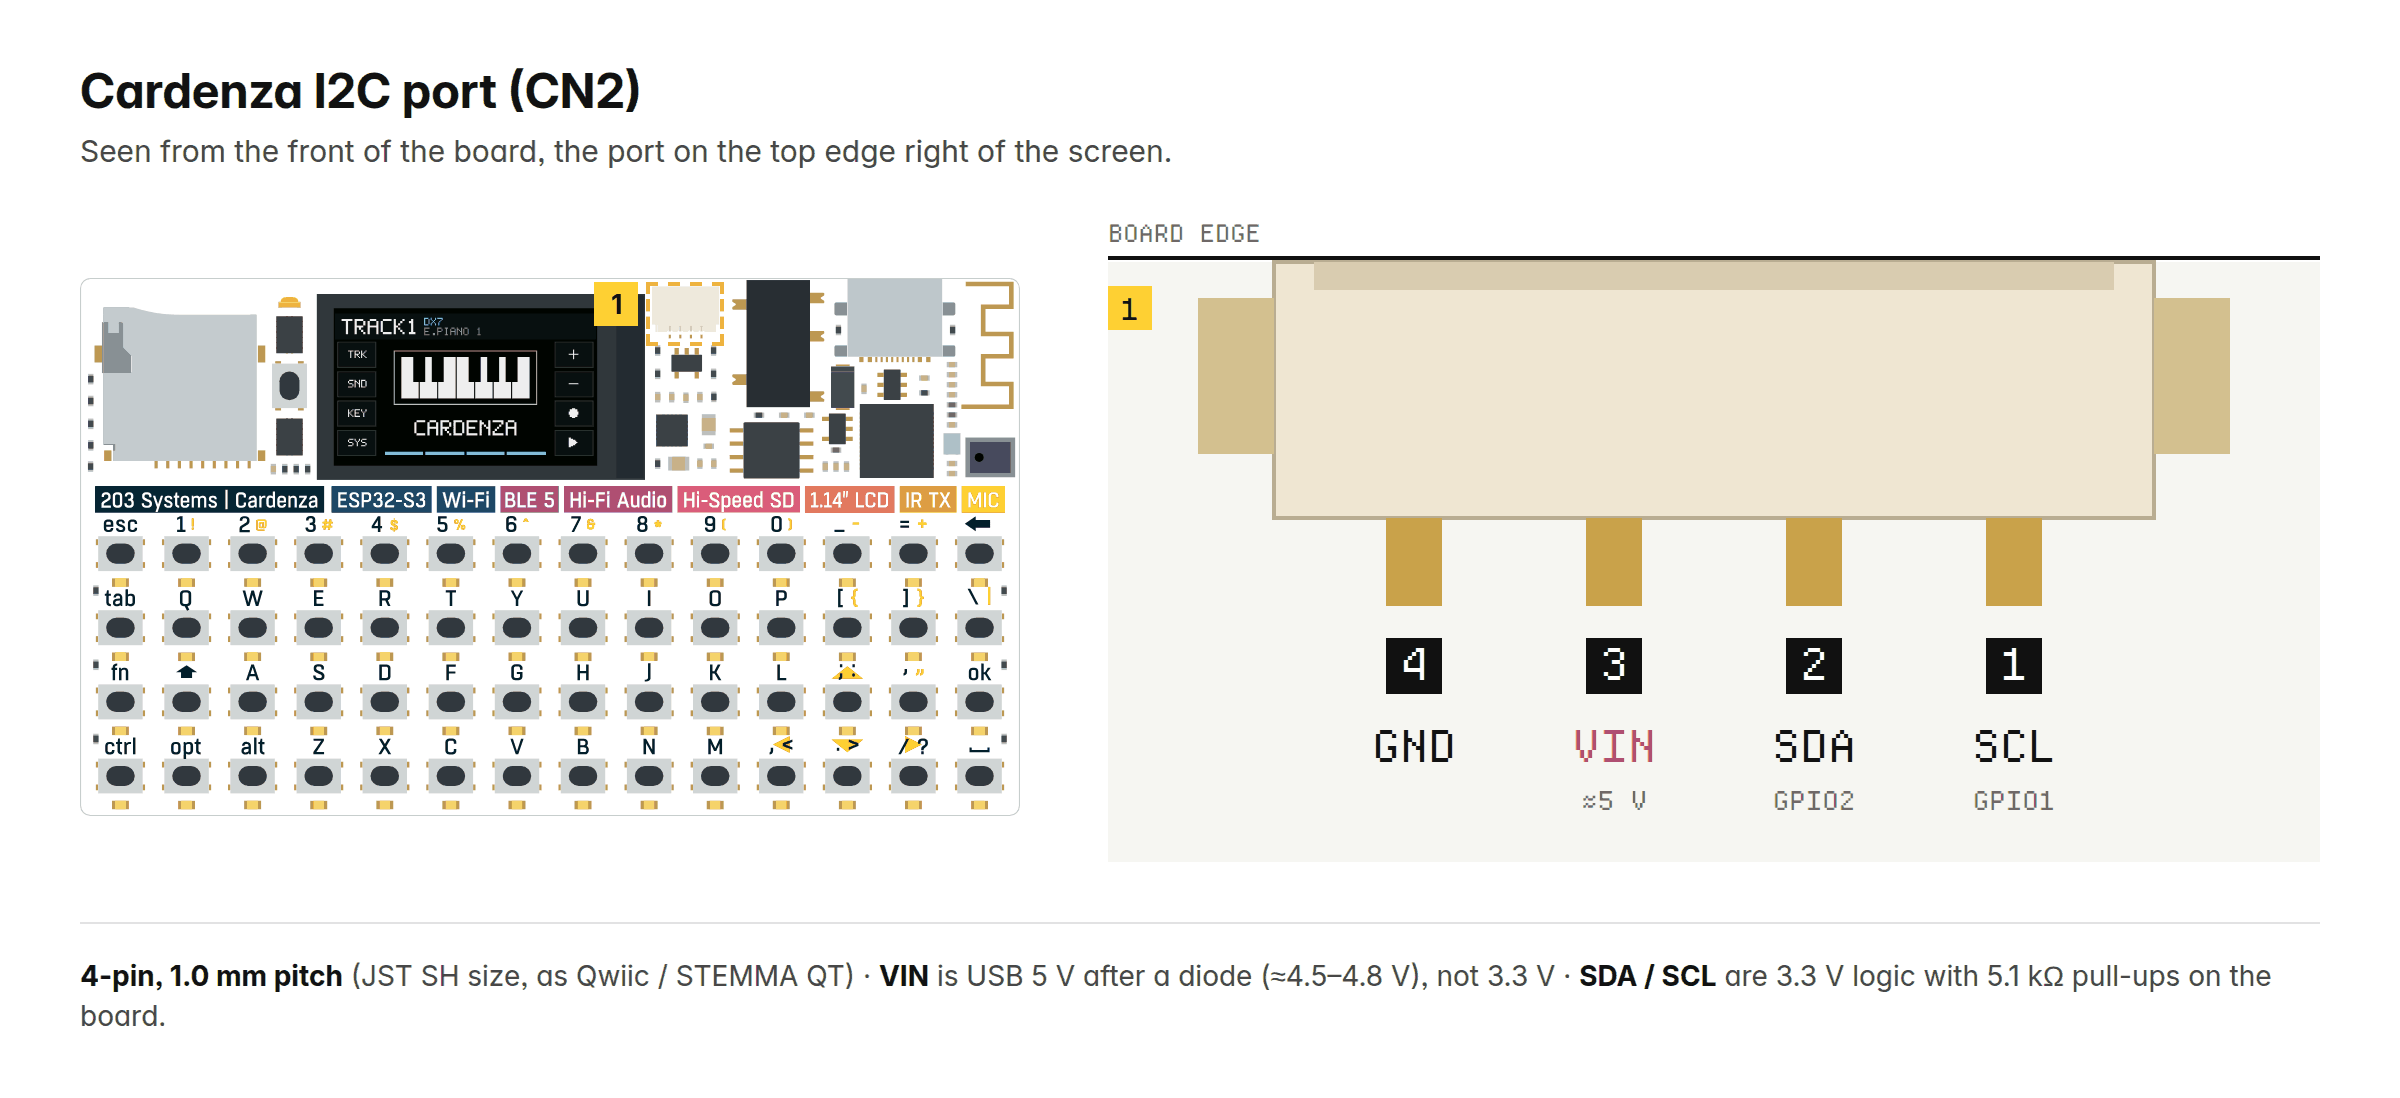 Cardenza I2C port (CN2)
Seen from the front of the board, the port on the top edge right of the screen.
BOARD EDGE
1
1
TRACK1 DX7 E.PIANO 1
TRK +
SND −
KEY
SYS
CARDENZA
203 Systems | Cardenza ESP32-S3 Wi-Fi BLE 5 Hi-Fi Audio Hi-Speed SD 1.14" LCD IR TX MIC
esc 1 ! 2 @ 3 # 4 $ 5 % 6 ^ 7 & 8 * 9 ( 0 ) _ - = +
tab Q W E R T Y U I O P [ { ] } \ |
fn A S D F G H J K L ; : ' " ok
ctrl opt alt Z X C V B N M , < . > / ?
4 3 2 1
GND VIN SDA SCL
≈5 V GPIO2 GPIO1
4-pin, 1.0 mm pitch (JST SH size, as Qwiic / STEMMA QT) · VIN is USB 5 V after a diode (≈4.5–4.8 V), not 3.3 V · SDA / SCL are 3.3 V logic with 5.1 kΩ pull-ups on the
board.